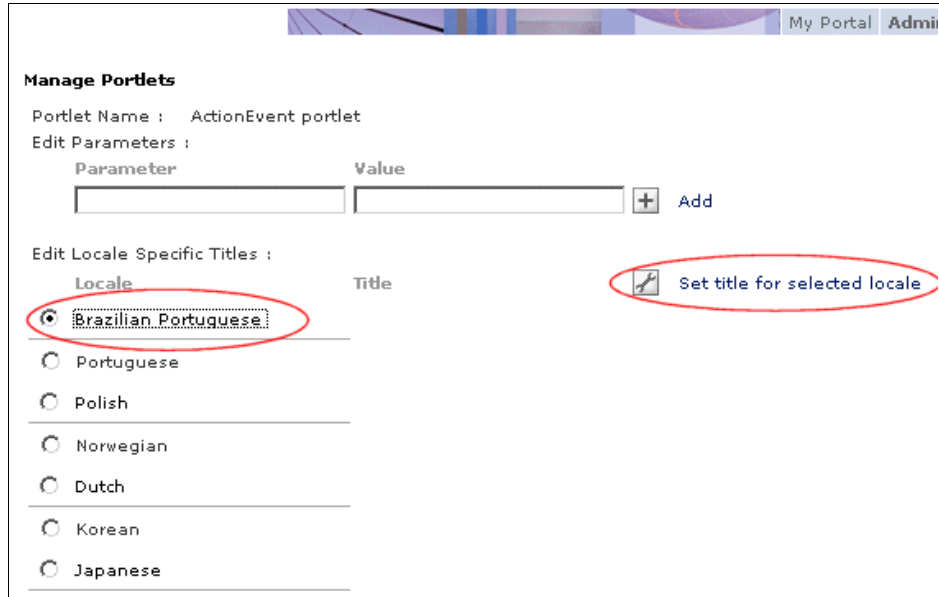 My Portal Admin
Manage Portlets
Portlet Name : ActionEvent portlet
Edit Parameters :
Parameter Value
Add
Edit Locale Specific Titles :
Locale Title Set title for selected locale
Brazilian Portuguese
Portuguese
Polish
Norwegian
Dutch
Korean
Japanese